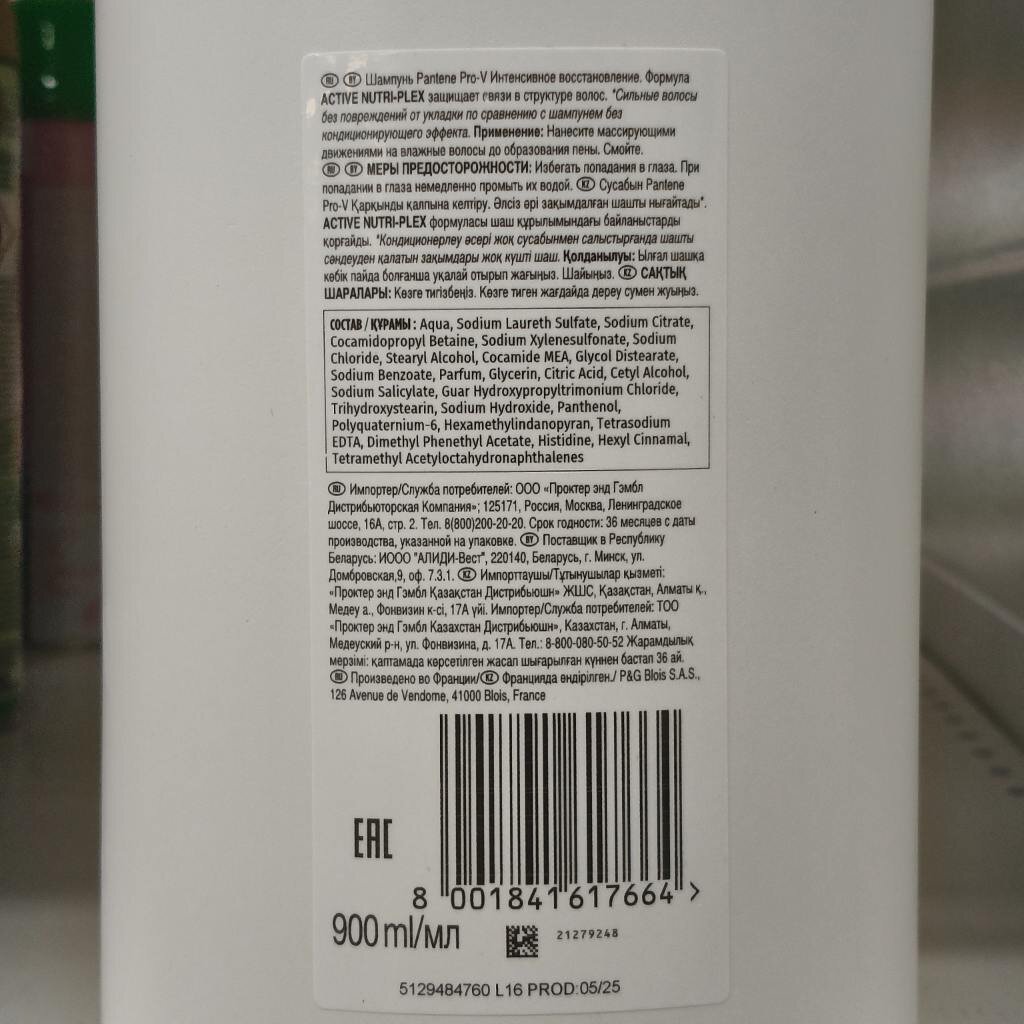 RU BY Шампунь Pantene Pro-V Интенсивное восстановление. Формула
ACTIVE NUTRI-PLEX защищает связи в структуре волос. *Сильные волосы
без повреждений от укладки по сравнению с шампунем без
кондиционирующего эффекта. Применение: Нанесите массирующими
движениями на влажные волосы до образования пены. Смойте.
RU BY МЕРЫ ПРЕДОСТОРОЖНОСТИ: Избегать попадания в глаза. При
попадании в глаза немедленно промыть их водой. KZ Сусабын Pantene
Pro-V Қарқынды қалпына келтіру. Әлсіз әрі зақымдалған шашты нығайтады*.
ACTIVE NUTRI-PLEX формуласы шаш құрылымындағы байланыстарды
қорғайды. *Кондиционерлеу әсері жоқ сусабынмен салыстырғанда шашты
сәндеуден қалатын зақымдары жоқ күшті шаш. Қолданылуы: Ылғал шашқа
көбік пайда болғанша уқалай отырып жағыңыз. Шайыңыз. KZ САҚТЫҚ
ШАРАЛАРЫ: Көзге тигізбеңіз. Көзге тиген жағдайда дереу сумен жуыңыз.
СОСТАВ / ҚҰРАМЫ : Aqua, Sodium Laureth Sulfate, Sodium Citrate,
Cocamidopropyl Betaine, Sodium Xylenesulfonate, Sodium
Chloride, Stearyl Alcohol, Cocamide MEA, Glycol Distearate,
Sodium Benzoate, Parfum, Glycerin, Citric Acid, Cetyl Alcohol,
Sodium Salicylate, Guar Hydroxypropyltrimonium Chloride,
Trihydroxystearin, Sodium Hydroxide, Panthenol,
Polyquaternium-6, Hexamethylindanopyran, Tetrasodium
EDTA, Dimethyl Phenethyl Acetate, Histidine, Hexyl Cinnamal,
Tetramethyl Acetyloctahydronaphthalenes
RU Импортер/Служба потребителей: ООО «Проктер энд Гэмбл
Дистрибьюторская Компания»; 125171, Россия, Москва, Ленинградское
шоссе, 16А, стр. 2. Тел. 8(800)200-20-20. Срок годности: 36 месяцев с даты
производства, указанной на упаковке. BY Поставщик в Республику
Беларусь: ИООО "АЛИДИ-Вест", 220140, Беларусь, г. Минск, ул.
Домбровская,9, оф. 7.3.1. KZ Импорттаушы/Тұтынушылар қызметі:
«Проктер энд Гэмбл Қазақстан Дистрибьюшн» ЖШС, Қазақстан, Алматы қ.,
Медеу а., Фонвизин к-сі, 17А үйі. Импортер/Служба потребителей: ТОО
«Проктер энд Гэмбл Казахстан Дистрибьюшн», Казахстан, г. Алматы,
Медеуский р-н, ул. Фонвизина, д. 17А. Тел.: 8-800-080-50-52 Жарамдылық
мерзімі: қаптамада көрсетілген жасап шығарылған күннен бастап 36 ай.
RU Произведено во Франции/KZ Францияда өндірілген./ P&G Blois S.A.S.,
126 Avenue de Vendome, 41000 Blois, France
EAC
8 001841 617664 >
900 ml/мл
21279248
5129484760 L16 PROD:05/25